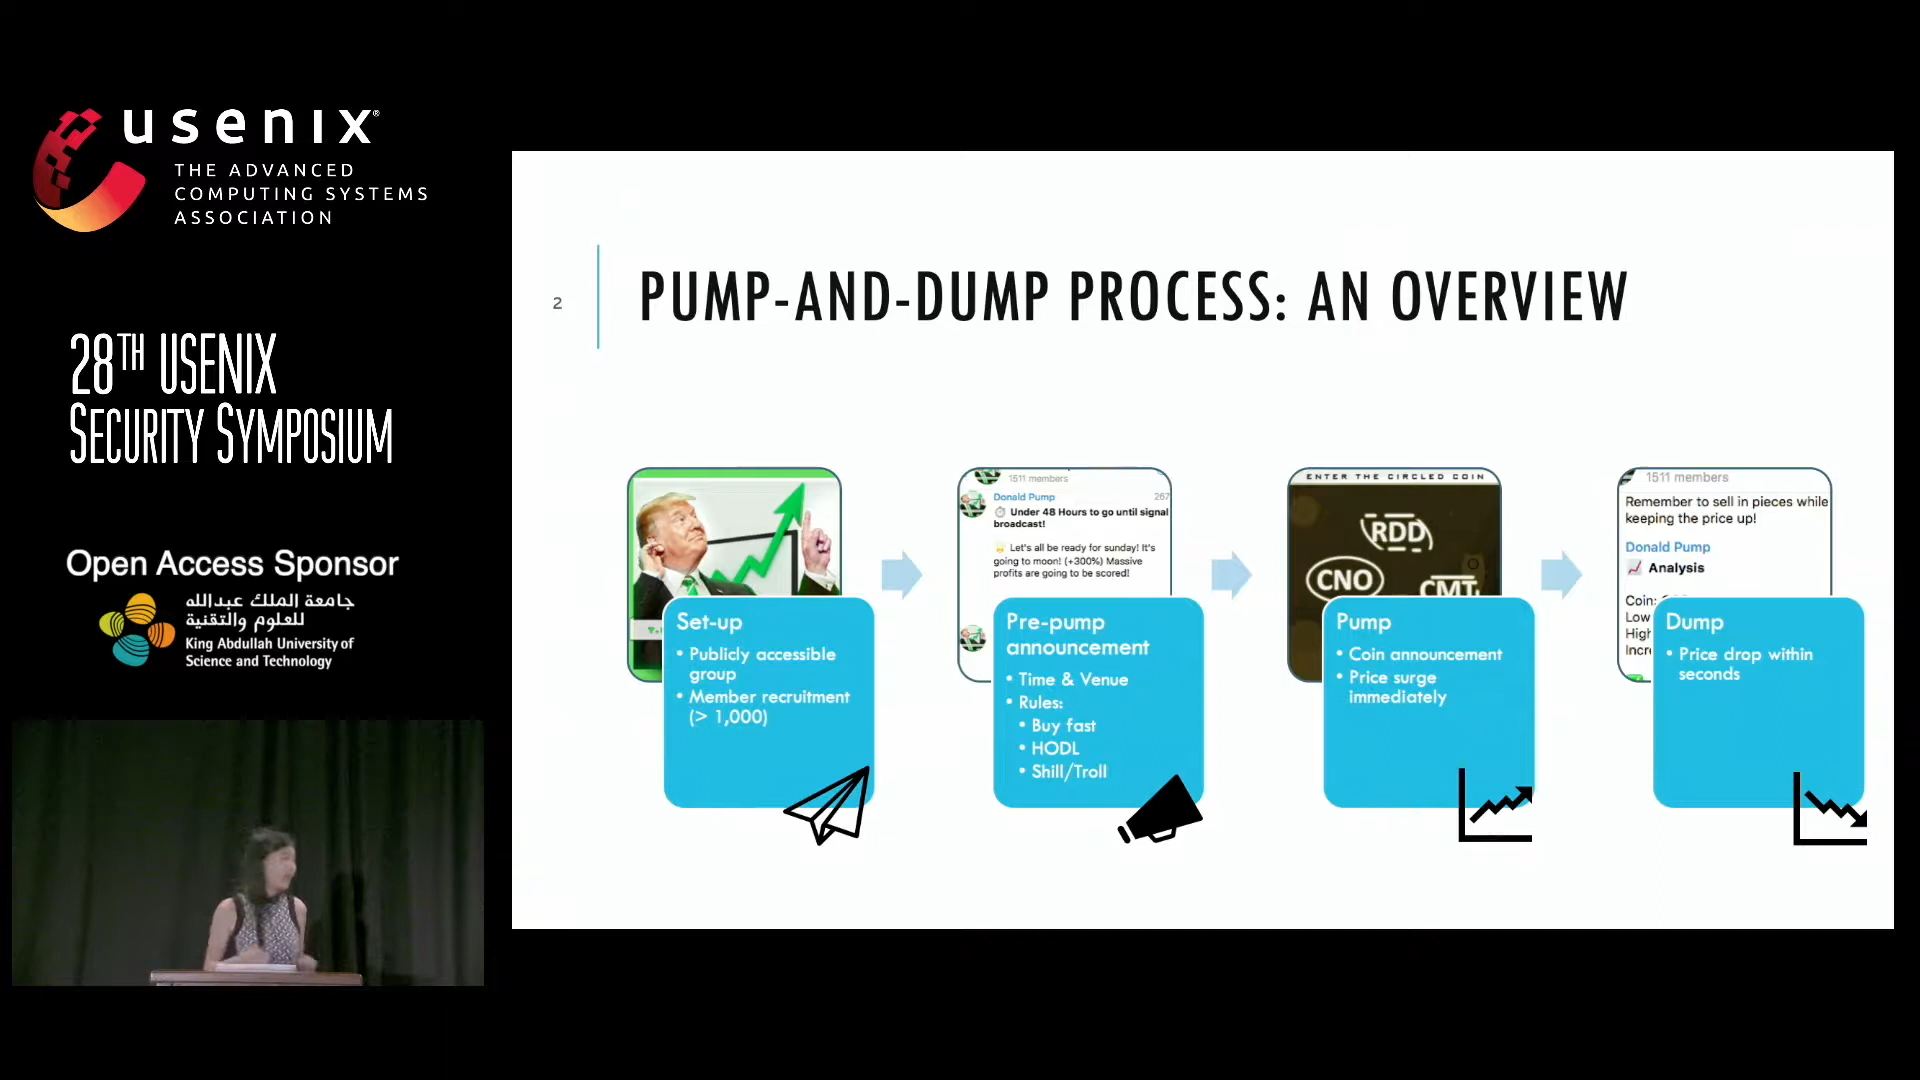 usenix®
THE ADVANCED
COMPUTING SYSTEMS
ASSOCIATION
28TH USENIX
SECURITY SYMPOSIUM
Open Access Sponsor
جامعة الملك عبدالله
للعلوم والتقنية
King Abdullah University of
Science and Technology
2
PUMP-AND-DUMP PROCESS: AN OVERVIEW
Set-up
• Publicly accessible
group
• Member recruitment
(> 1,000)
1511 members
Donald Pump
267
Under 48 Hours to go until signal
broadcast!
Let's all be ready for sunday! It's
going to moon! (+300%) Massive
profits are going to be scored!
Pre-pump
announcement
• Time & Venue
• Rules:
• Buy fast
• HODL
• Shill/Troll
ENTER THE CIRCLED COIN
RDD
CNO
CMT
Pump
• Coin announcement
• Price surge
immediately
1511 members
Remember to sell in pieces while
keeping the price up!
Donald Pump
Analysis
Coin:
Low
High
Incr
Dump
• Price drop within
seconds